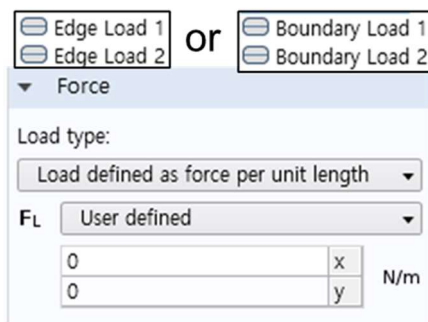 Edge Load 1
Edge Load 2
or
Boundary Load 1
Boundary Load 2
Force
Load type:
Load defined as force per unit length
FL User defined
0 x
0 y
N/m